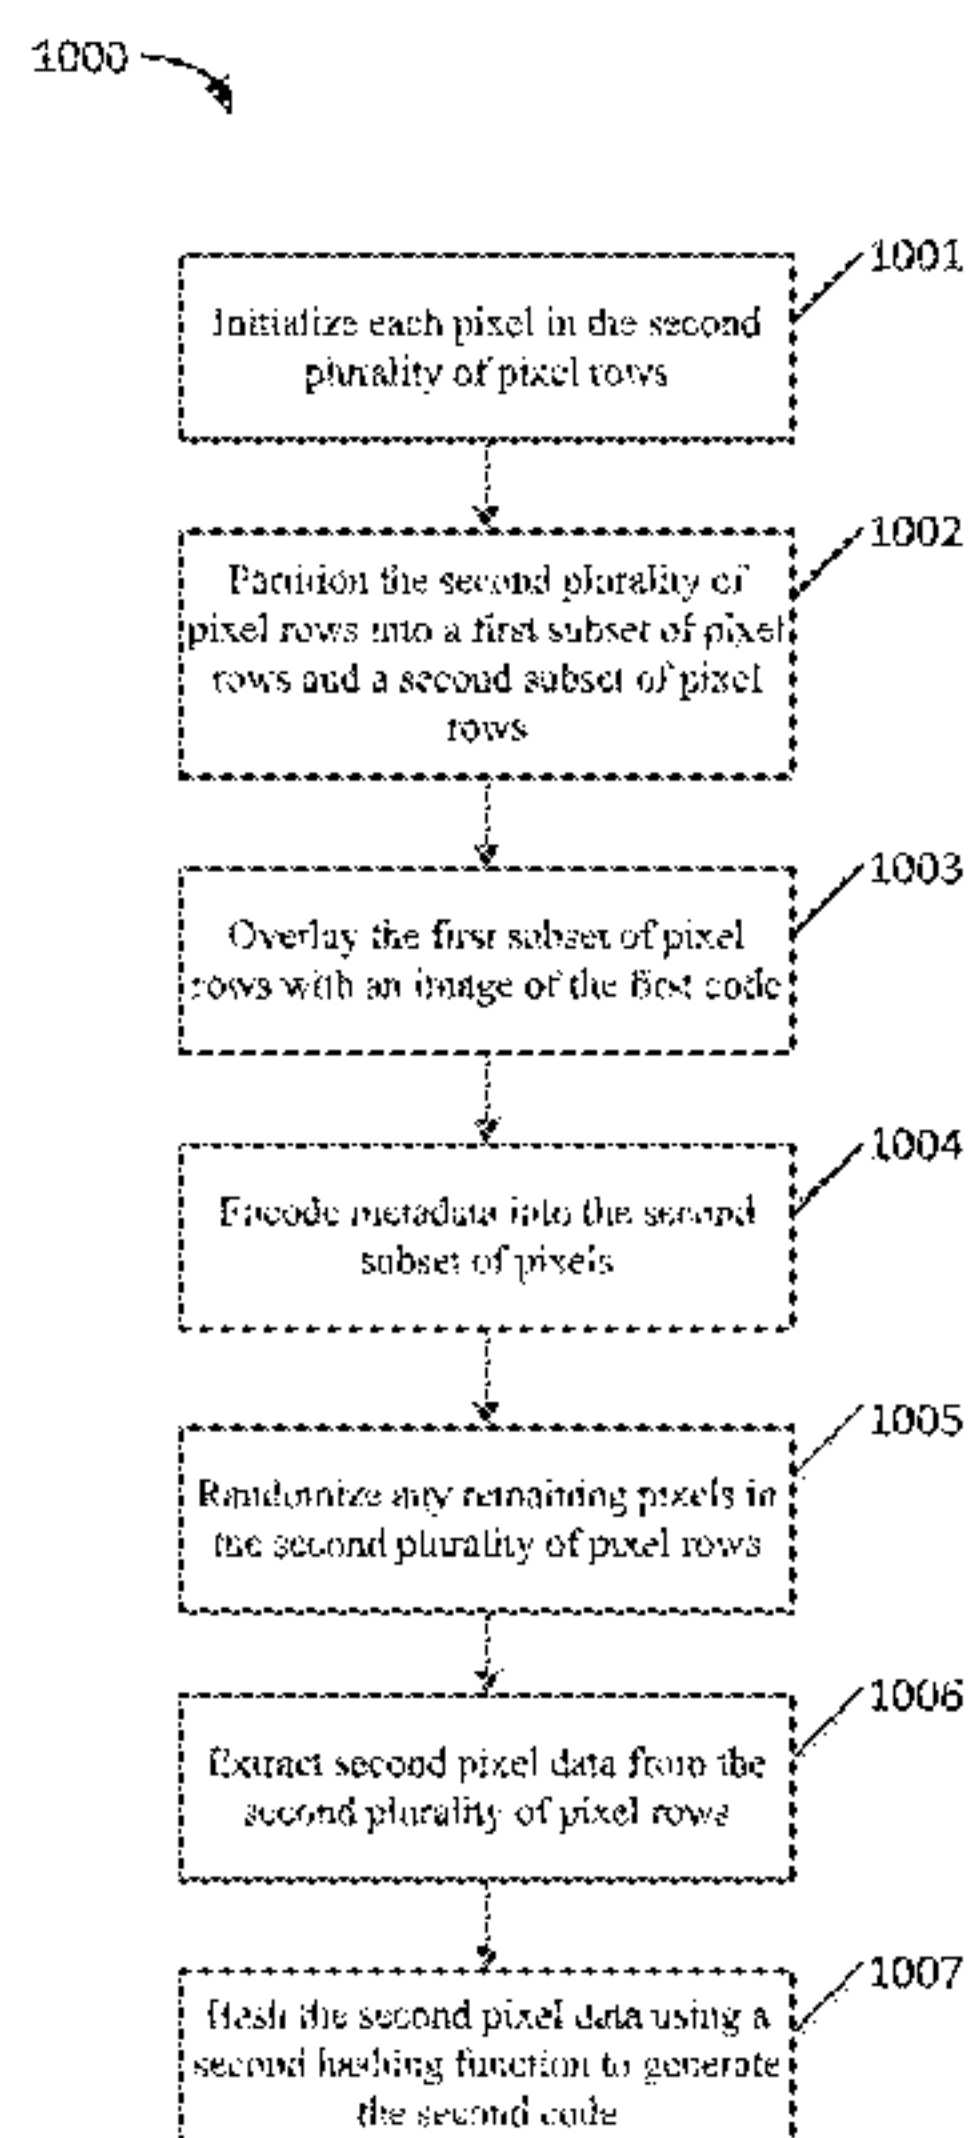 1000
1001
Initialize each pixel in the second
plurality of pixel rows
1002
Partition the second plurality of
pixel rows into a first subset of pixel
rows and a second subset of pixel
rows
1003
Overlay the first subset of pixel
rows with an image of the first code
1004
Encode metadata into the second
subset of pixels
1005
Randomize any remaining pixels in
the second plurality of pixel rows
1006
Extract second pixel data from the
second plurality of pixel rows
1007
Hash the second pixel data using a
second hashing function to generate
the second code